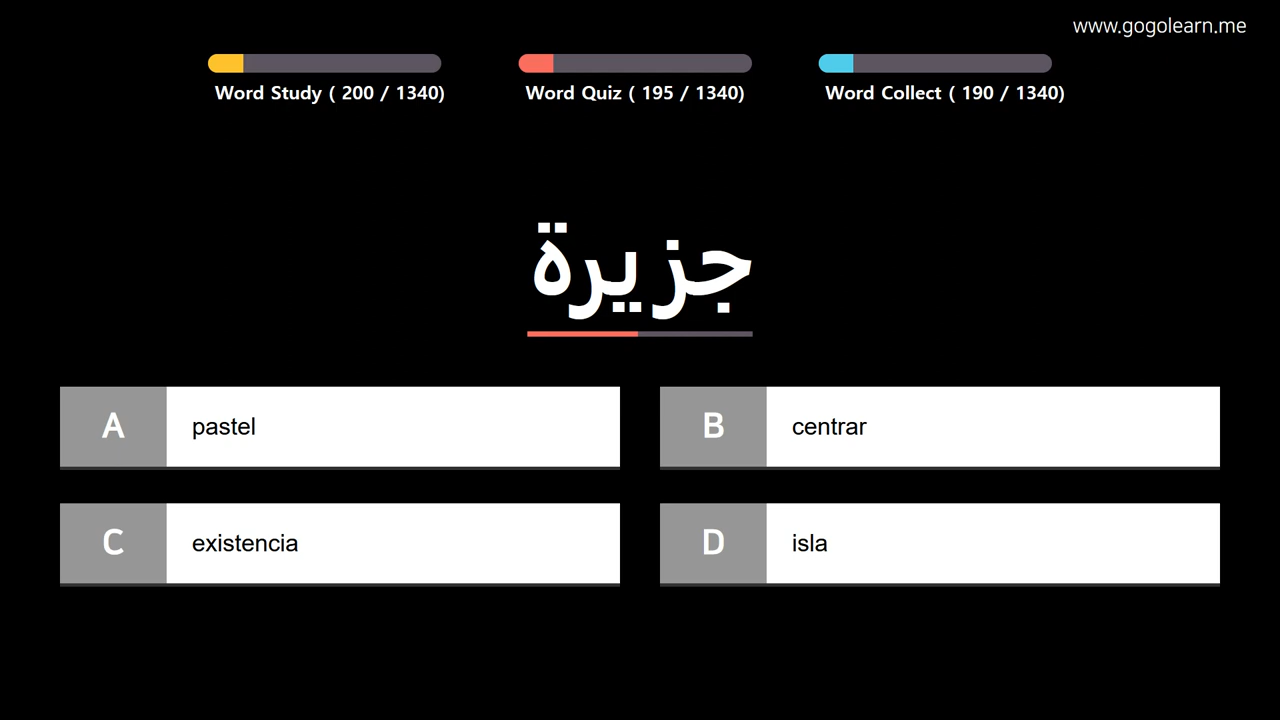 www.gogolearn.me
Word Study ( 200 / 1340)
Word Quiz ( 195 / 1340)
Word Collect ( 190 / 1340)
جزيرة
A pastel
B centrar
C existencia
D isla